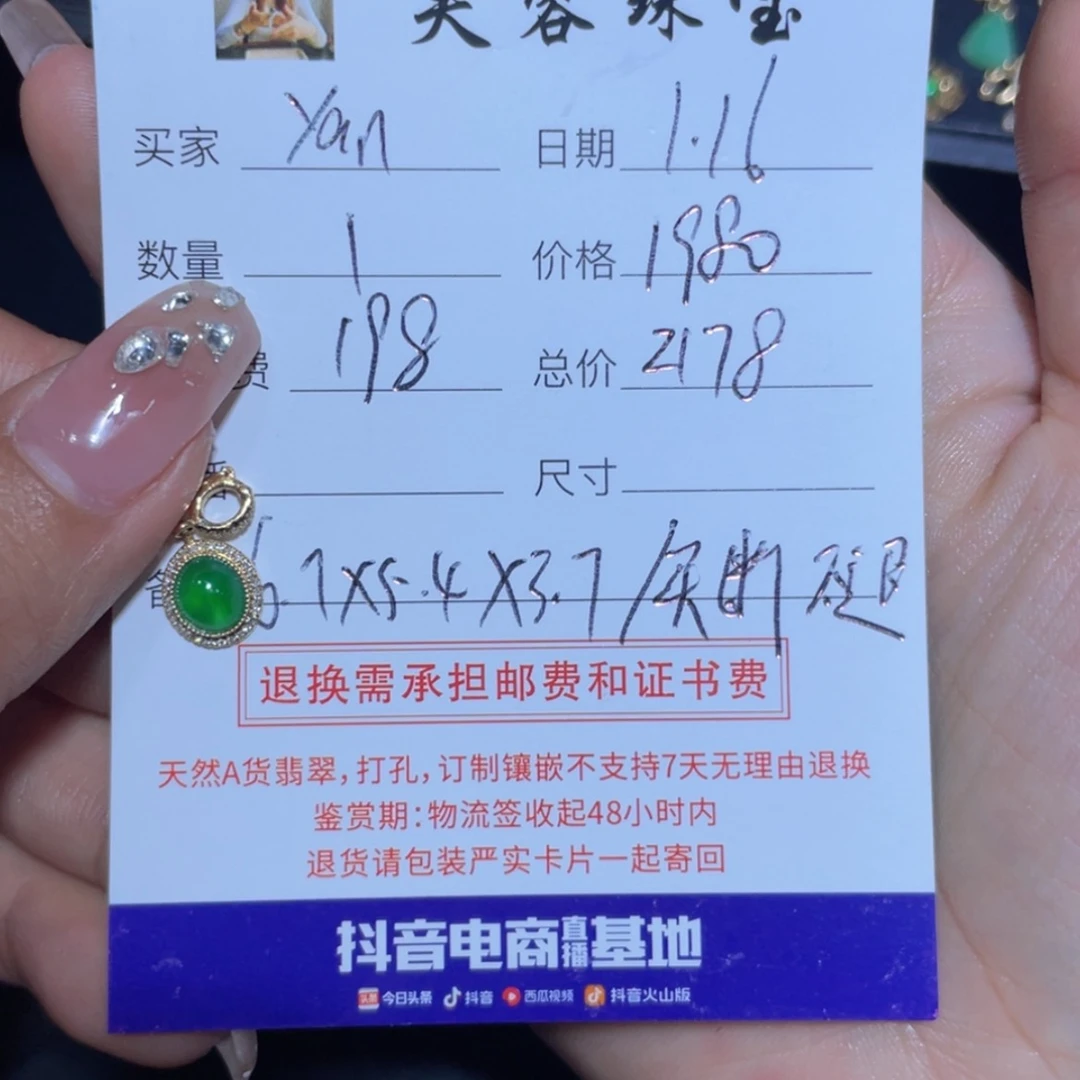 芙蓉珠宝
买家 Yan 日期 1.16
数量 1 价格 1980
费 198 总价 2178
尺寸
6.7X5.4X3.7/
退换需承担邮费和证书费
天然A货翡翠,打孔,订制镶嵌不支持7天无理由退换
鉴赏期:物流签收起48小时内
退货请包装严实卡片一起寄回
抖音电商直播基地
头条 今日头条 抖音 西瓜视频 抖音火山版